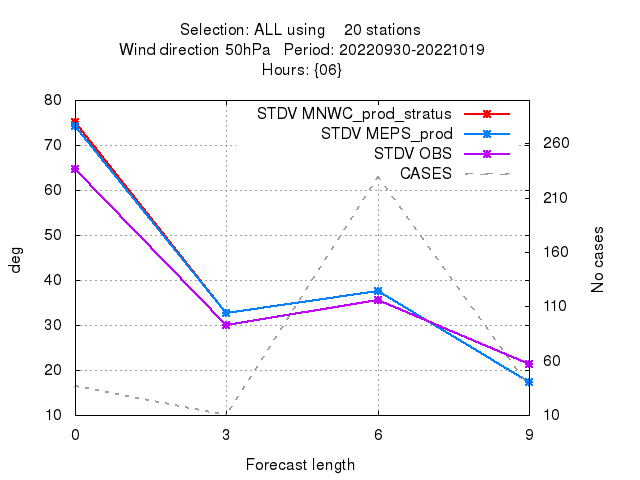 Selection: ALL using    20 stations
Wind direction 50hPa   Period: 20220930-20221019
Hours: {06}
STDV MNWC_prod_stratus
STDV MEPS_prod
STDV OBS
CASES
80
70
60
50
40
30
20
10
deg
260
210
160
110
60
10
No cases
0 3 6 9
Forecast length